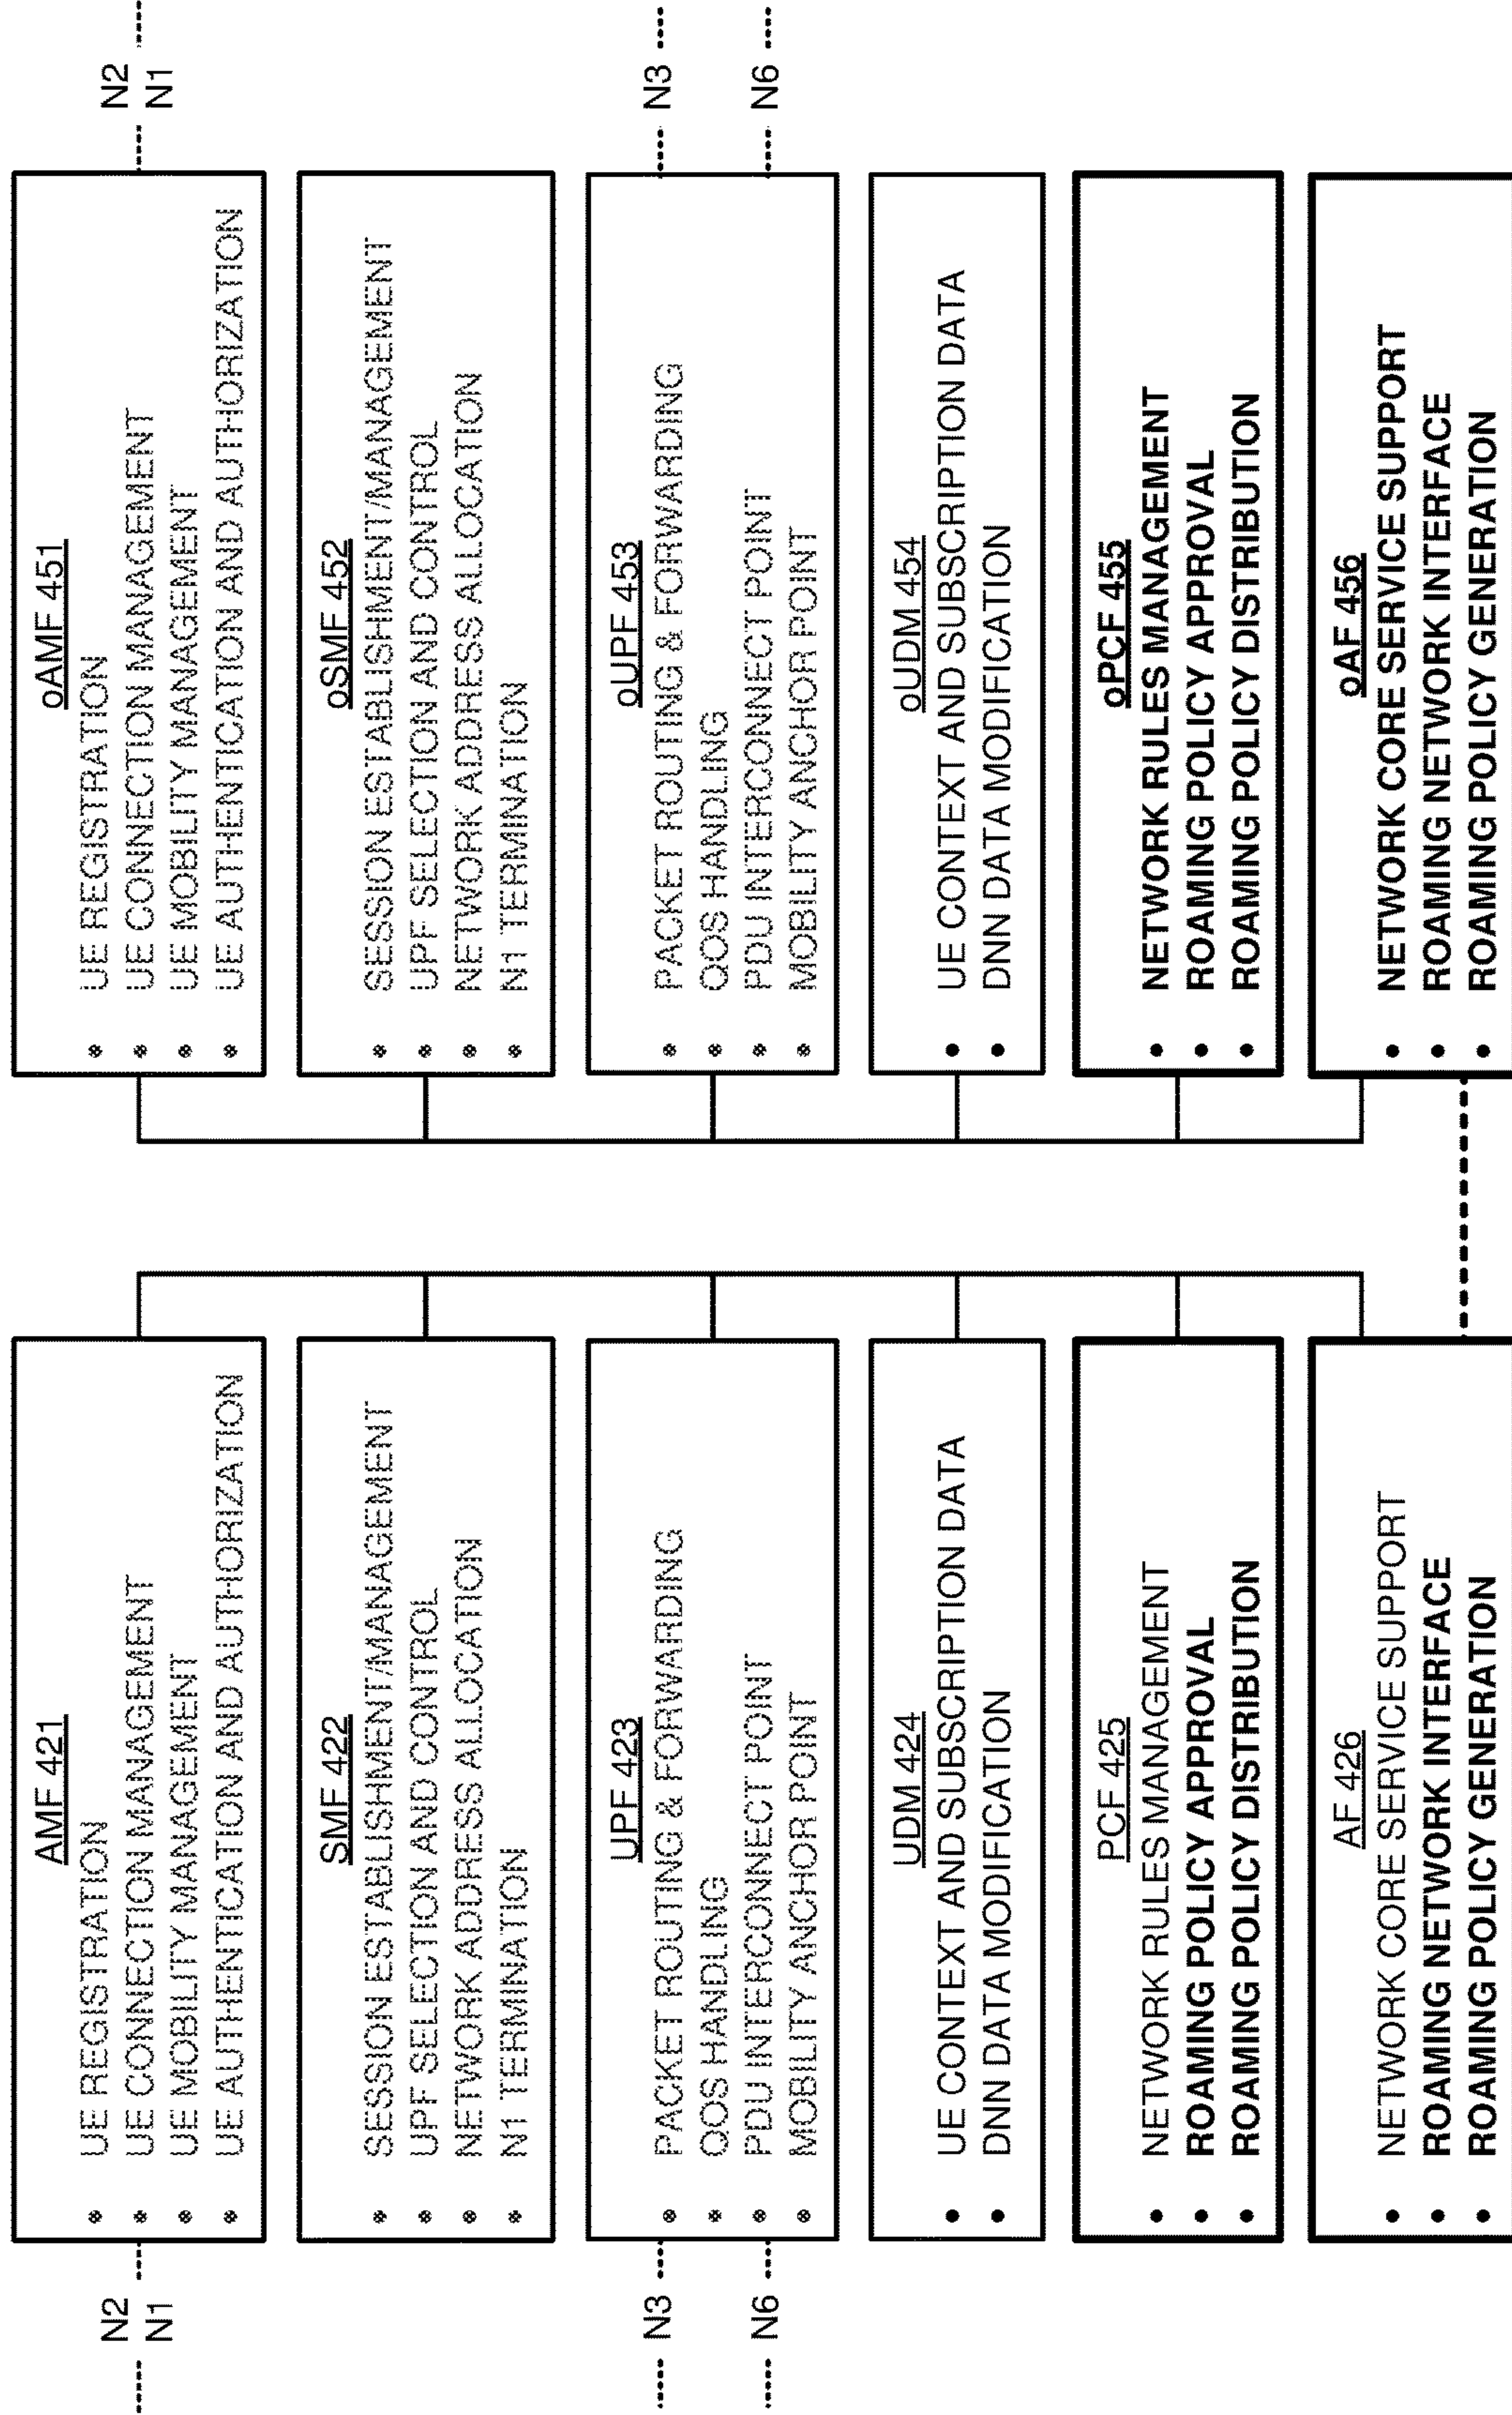 N2
N1
AMF 421
• UE REGISTRATION
• UE CONNECTION MANAGEMENT
• UE MOBILITY MANAGEMENT
• UE AUTHENTICATION AND AUTHORIZATION
SMF 422
• SESSION ESTABLISHMENT/MANAGEMENT
• UPF SELECTION AND CONTROL
• NETWORK ADDRESS ALLOCATION
• N1 TERMINATION
N3
N6
UPF 423
• PACKET ROUTING & FORWARDING
• QOS HANDLING
• PDU INTERCONNECT POINT
• MOBILITY ANCHOR POINT
UDM 424
• UE CONTEXT AND SUBSCRIPTION DATA
• DNN DATA MODIFICATION
PCF 425
• NETWORK RULES MANAGEMENT
• ROAMING POLICY APPROVAL
• ROAMING POLICY DISTRIBUTION
AF 426
• NETWORK CORE SERVICE SUPPORT
• ROAMING NETWORK INTERFACE
• ROAMING POLICY GENERATION
oAMF 451
• UE REGISTRATION
• UE CONNECTION MANAGEMENT
• UE MOBILITY MANAGEMENT
• UE AUTHENTICATION AND AUTHORIZATION
N2
N1
oSMF 452
• SESSION ESTABLISHMENT/MANAGEMENT
• UPF SELECTION AND CONTROL
• NETWORK ADDRESS ALLOCATION
• N1 TERMINATION
oUPF 453
• PACKET ROUTING & FORWARDING
• QOS HANDLING
• PDU INTERCONNECT POINT
• MOBILITY ANCHOR POINT
N3
N6
oUDM 454
• UE CONTEXT AND SUBSCRIPTION DATA
• DNN DATA MODIFICATION
oPCF 455
• NETWORK RULES MANAGEMENT
• ROAMING POLICY APPROVAL
• ROAMING POLICY DISTRIBUTION
oAF 456
• NETWORK CORE SERVICE SUPPORT
• ROAMING NETWORK INTERFACE
• ROAMING POLICY GENERATION